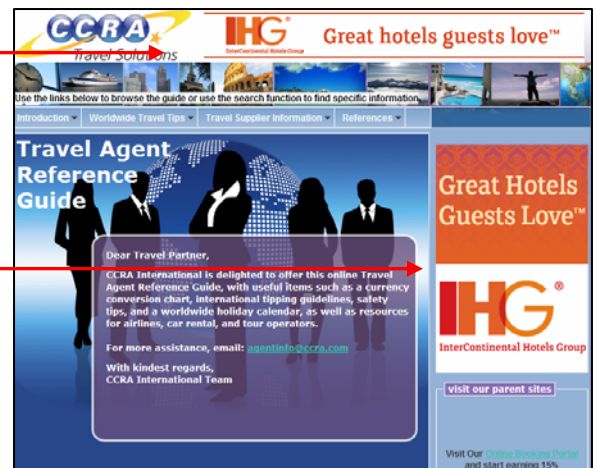 CCRA
Travel Solutions
IHG®
InterContinental Hotels Group
Great hotels guests love™
Use the links below to browse the guide or use the search function to find specific information.
Introduction Worldwide Travel Tips Travel Supplier Information References
Travel Agent
Reference
Guide
Dear Travel Partner,
CCRA International is delighted to offer this online Travel
Agent Reference Guide, with useful items such as a currency
conversion chart, international tipping guidelines, safety
tips, and a worldwide holiday calendar, as well as resources
for airlines, car rental, and tour operators.
For more assistance, email: agentinfo@ccra.com
With kindest regards,
CCRA International Team
Great Hotels
Guests Love™
IHG®
InterContinental Hotels Group
visit our parent sites
Visit Our Online Booking Portal
and start earning 15%